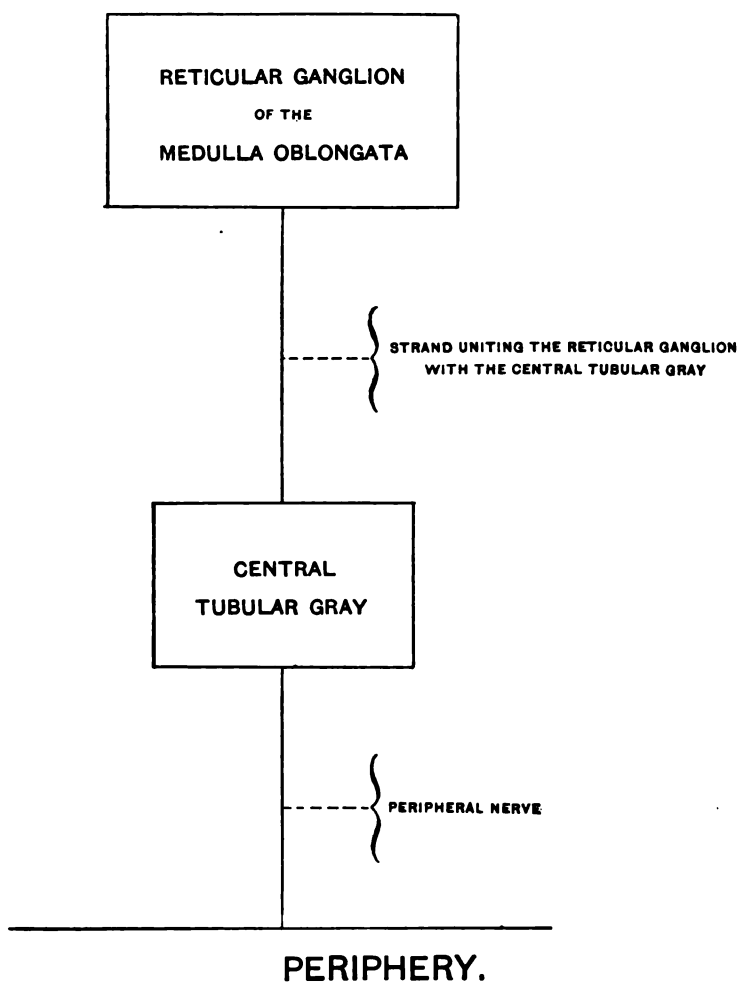 RETICULAR GANGLION
OF THE
MEDULLA OBLONGATA
STRAND UNITING THE RETICULAR GANGLION
WITH THE CENTRAL TUBULAR GRAY
CENTRAL
TUBULAR GRAY
PERIPHERAL NERVE
PERIPHERY.